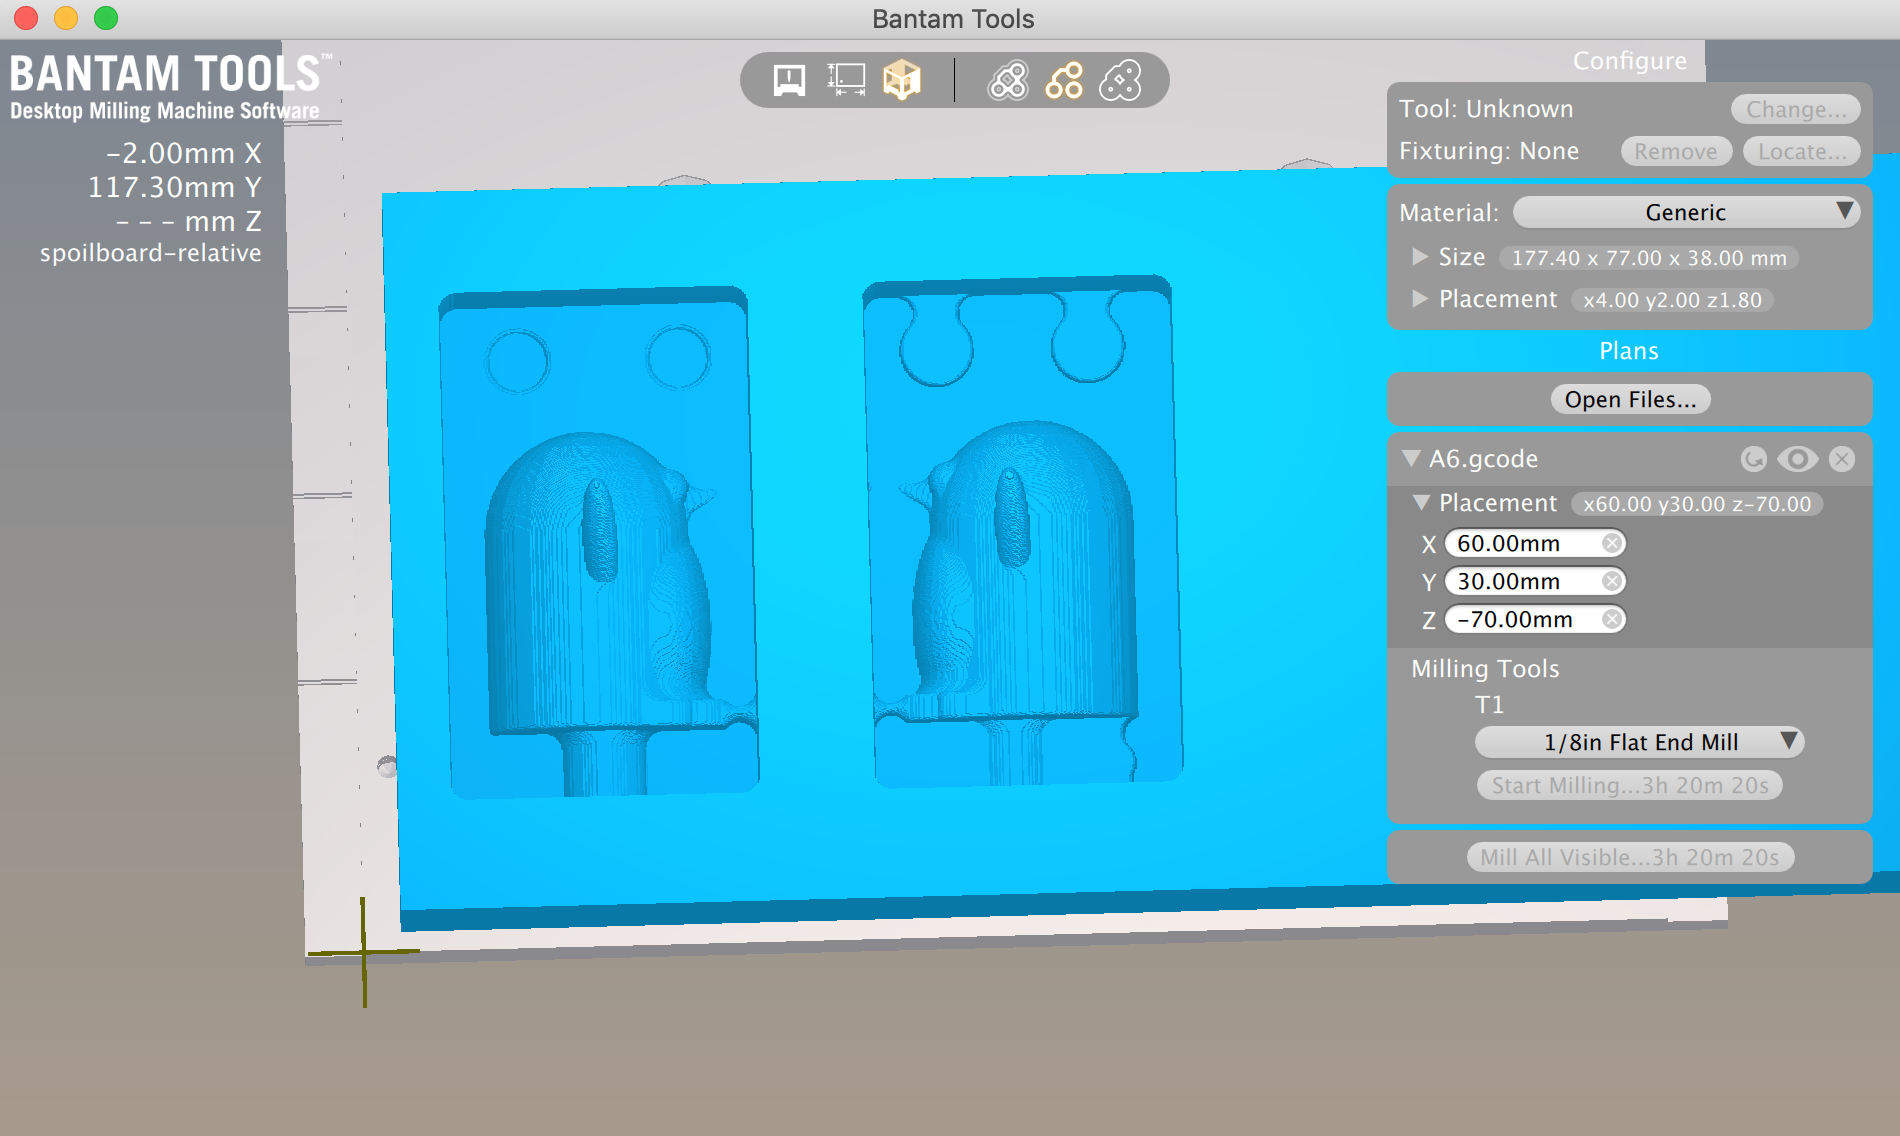 Bantam Tools
BANTAM TOOLS™
Desktop Milling Machine Software
-2.00mm X
117.30mm Y
- - - mm Z
spoilboard-relative
Configure
Tool: Unknown
Change...
Fixturing: None
Remove
Locate...
Material:
Generic
Size
177.40 x 77.00 x 38.00 mm
Placement
x4.00 y2.00 z1.80
Plans
Open Files...
A6.gcode
Placement
x60.00 y30.00 z-70.00
X
60.00mm
Y
30.00mm
Z
-70.00mm
Milling Tools
T1
1/8in Flat End Mill
Start Milling...3h 20m 20s
Mill All Visible...3h 20m 20s